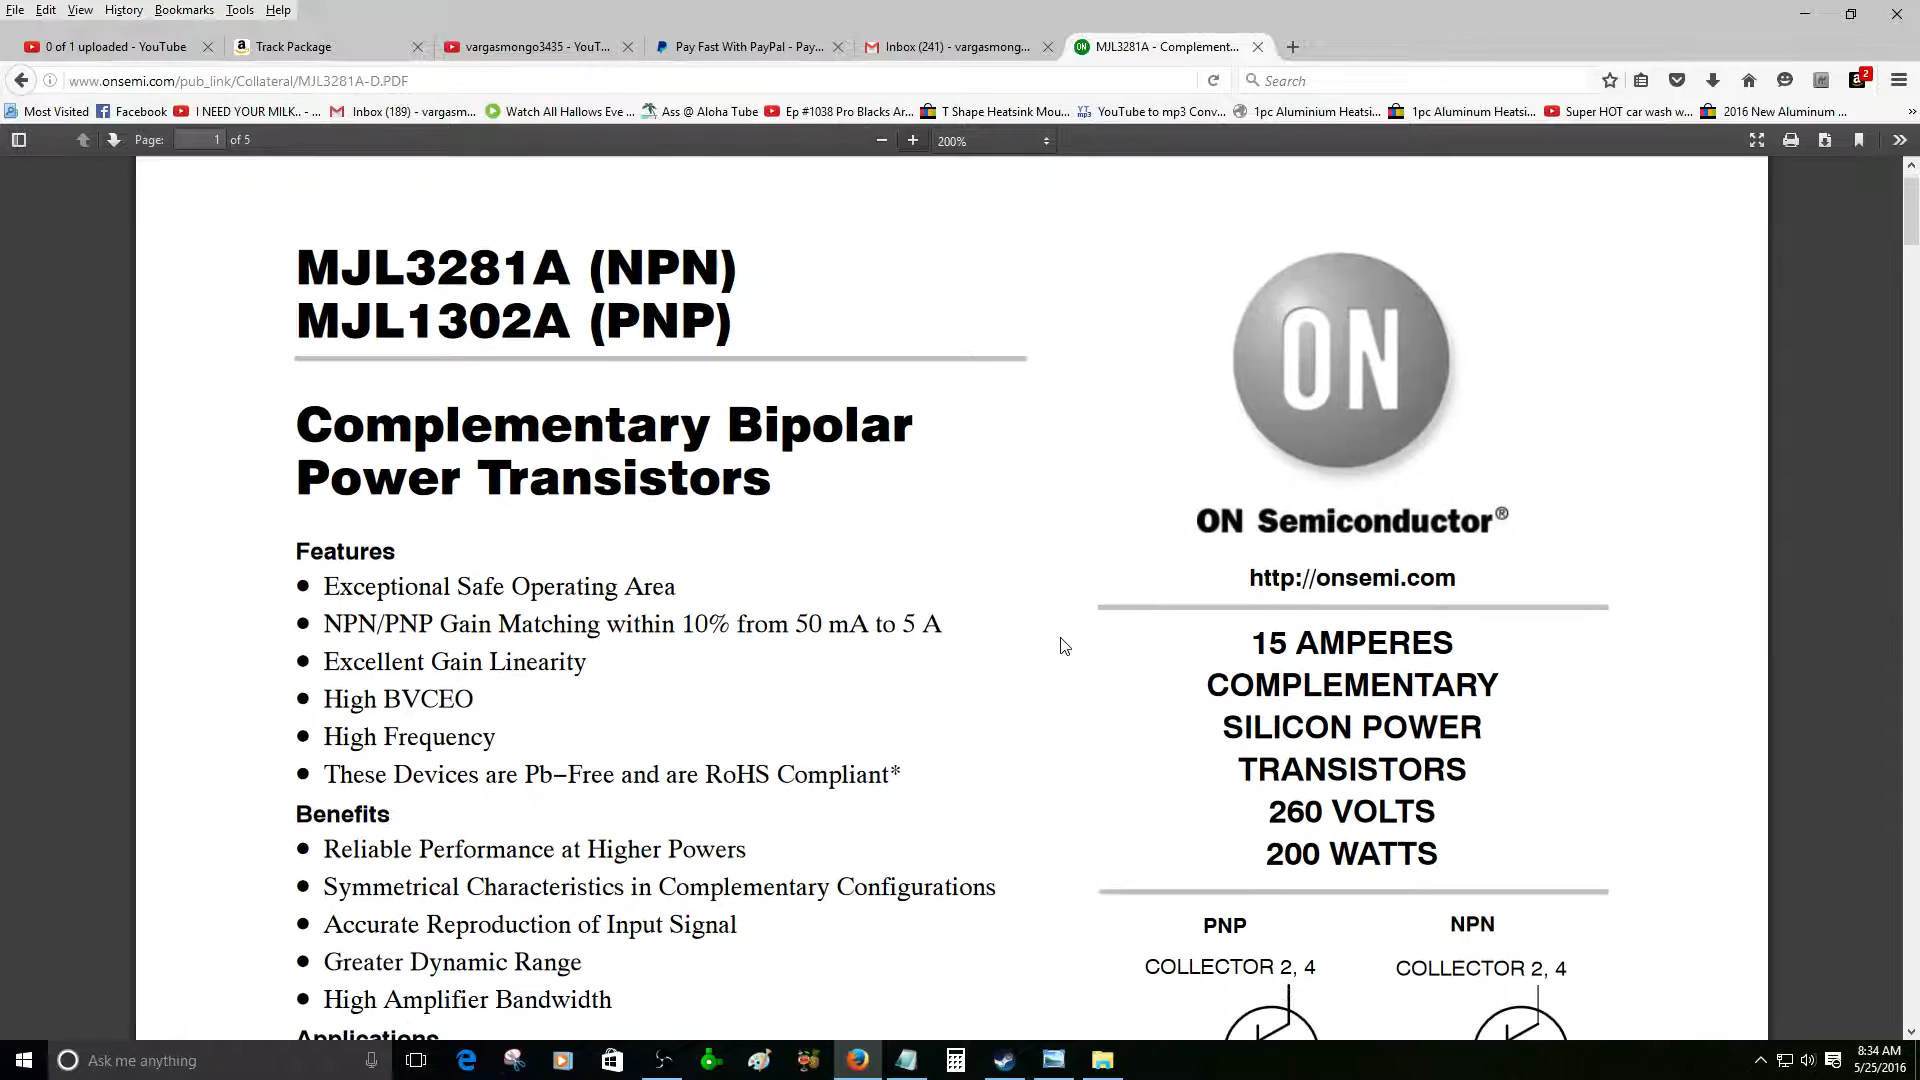 File Edit View History Bookmarks Tools Help
0 of 1 uploaded - YouTube
Track Package
vargasmongo3435 - YouT...
Pay Fast With PayPal - Pay...
Inbox (241) - vargasmong...
MJL3281A - Complement...
www.onsemi.com/pub_link/Collateral/MJL3281A-D.PDF
Search
2
Most Visited
Facebook
I NEED YOUR MILK.. - ...
Inbox (189) - vargasm...
Watch All Hallows Eve ...
Ass @ Aloha Tube
Ep #1038 Pro Blacks Ar...
T Shape Heatsink Mou...
YouTube to mp3 Conv...
1pc Aluminium Heatsi...
1pc Aluminum Heatsi...
Super HOT car wash w...
2016 New Aluminum ...
Page: 1 of 5
200%
MJL3281A (NPN)
MJL1302A (PNP)
Complementary Bipolar
Power Transistors
Features
• Exceptional Safe Operating Area
• NPN/PNP Gain Matching within 10% from 50 mA to 5 A
• Excellent Gain Linearity
• High BVCEO
• High Frequency
• These Devices are Pb−Free and are RoHS Compliant*
Benefits
• Reliable Performance at Higher Powers
• Symmetrical Characteristics in Complementary Configurations
• Accurate Reproduction of Input Signal
• Greater Dynamic Range
• High Amplifier Bandwidth
Applications
ON
ON Semiconductor®
http://onsemi.com
15 AMPERES
COMPLEMENTARY
SILICON POWER
TRANSISTORS
260 VOLTS
200 WATTS
PNP NPN
COLLECTOR 2, 4 COLLECTOR 2, 4
Ask me anything
8:34 AM
5/25/2016